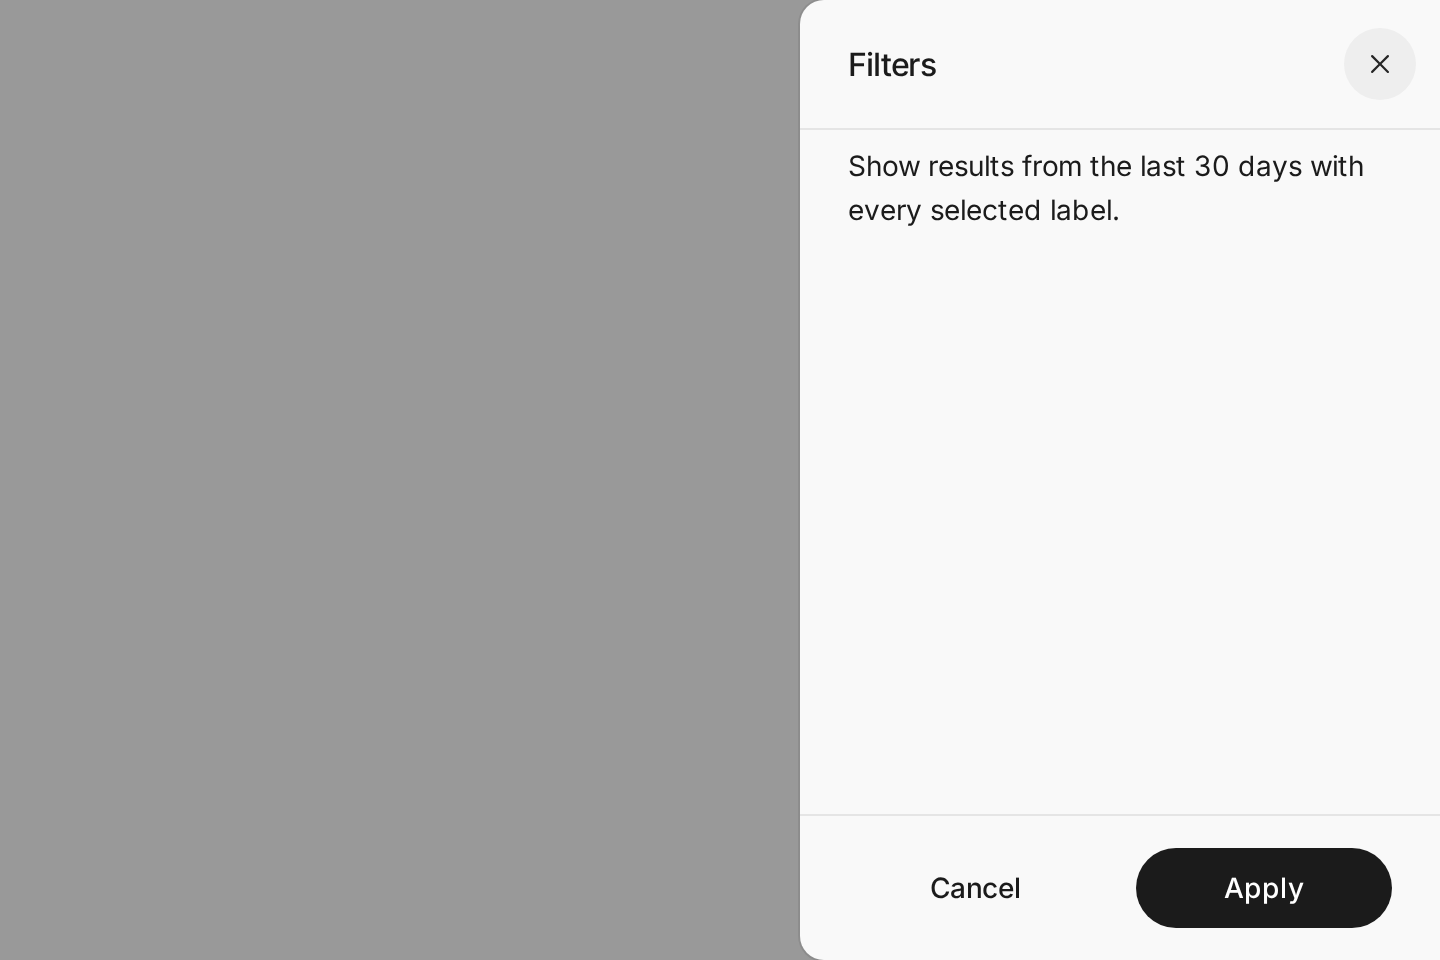 Filters
Show results from the last 30 days with
every selected label.
Cancel
Apply